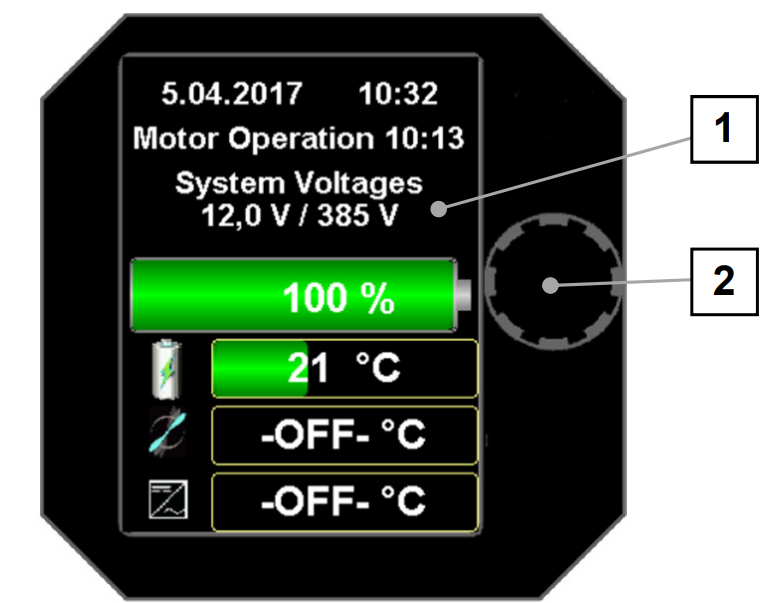 5.04.2017 10:32
Motor Operation 10:13
System Voltages
12,0 V / 385 V
100 %
21 °C
-OFF- °C
-OFF- °C
1
2